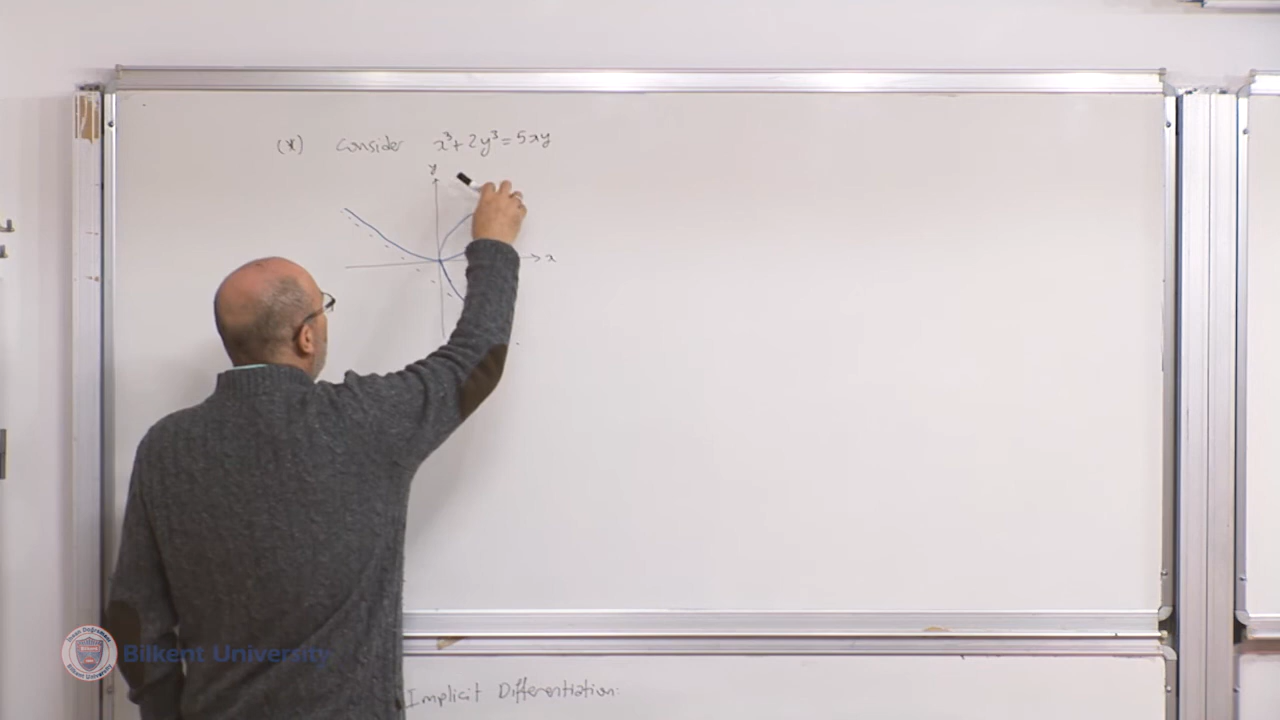 (*) Consider x³+2y³=5xy
y
x
Bilkent University
Implicit Differentiation: